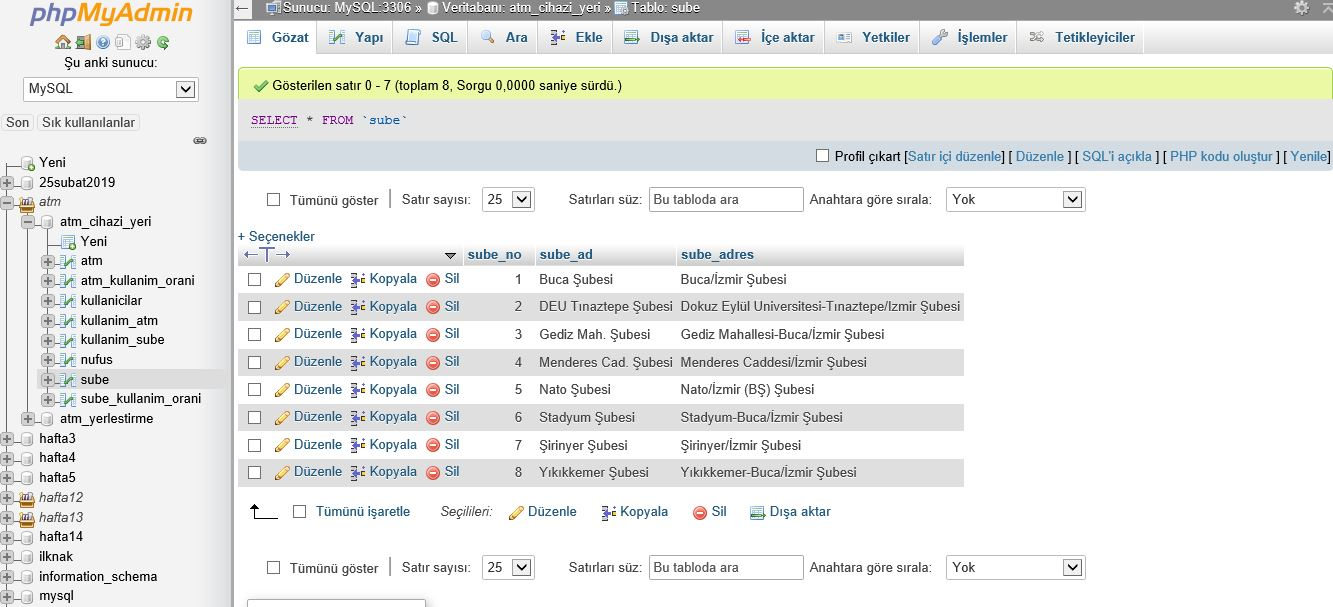 phpMyAdmin
Şu anki sunucu:
MySQL
Son Sık kullanılanlar
Yeni
25subat2019
atm
atm_cihazi_yeri
Yeni
atm
atm_kullanim_orani
kullanicilar
kullanim_atm
kullanim_sube
nufus
sube
sube_kullanim_orani
atm_yerlestirme
hafta3
hafta4
hafta5
hafta12
hafta13
hafta14
ilknak
information_schema
mysql
Sunucu: MySQL:3306 » Veritabanı: atm_cihazi_yeri » Tablo: sube
Gözat Yapı SQL Ara Ekle Dışa aktar İçe aktar Yetkiler İşlemler Tetikleyiciler
Gösterilen satır 0 - 7 (toplam 8, Sorgu 0,0000 saniye sürdü.)
SELECT * FROM `sube`
Profil çıkart [Satır içi düzenle] [ Düzenle ] [ SQL'i açıkla ] [ PHP kodu oluştur ] [ Yenile]
Tümünü göster Satır sayısı: 25 Satırları süz: Bu tabloda ara Anahtara göre sırala: Yok
+ Seçenekler
←T→ sube_no sube_ad sube_adres
Düzenle Kopyala Sil 1 Buca Şubesi Buca/İzmir Şubesi
Düzenle Kopyala Sil 2 DEU Tınaztepe Şubesi Dokuz Eylül Universitesi-Tınaztepe/Izmir Şubesi
Düzenle Kopyala Sil 3 Gediz Mah. Şubesi Gediz Mahallesi-Buca/İzmir Şubesi
Düzenle Kopyala Sil 4 Menderes Cad. Şubesi Menderes Caddesi/İzmir Şubesi
Düzenle Kopyala Sil 5 Nato Şubesi Nato/İzmir (BŞ) Şubesi
Düzenle Kopyala Sil 6 Stadyum Şubesi Stadyum-Buca/İzmir Şubesi
Düzenle Kopyala Sil 7 Şirinyer Şubesi Şirinyer/İzmir Şubesi
Düzenle Kopyala Sil 8 Yıkıkkemer Şubesi Yıkıkkemer-Buca/İzmir Şubesi
Tümünü işaretle Seçilileri: Düzenle Kopyala Sil Dışa aktar
Tümünü göster Satır sayısı: 25 Satırları süz: Bu tabloda ara Anahtara göre sırala: Yok